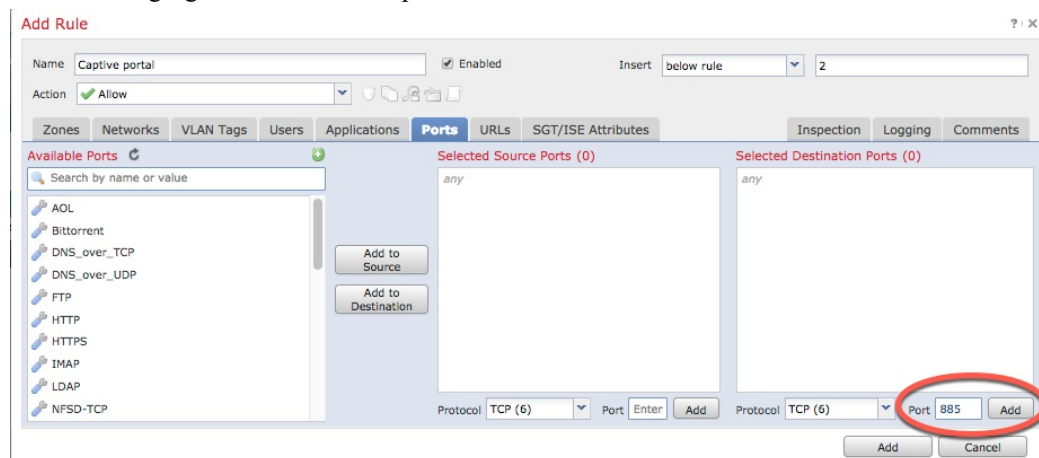 Add Rule ? X
Name Captive portal Enabled Insert below rule 2
Action Allow
Zones Networks VLAN Tags Users Applications Ports URLs SGT/ISE Attributes Inspection Logging Comments
Available Ports Selected Source Ports (0) Selected Destination Ports (0)
Search by name or value any any
AOL
Bittorrent
DNS_over_TCP
Add to
Source
DNS_over_UDP
FTP
Add to
Destination
HTTP
HTTPS
IMAP
LDAP
NFSD-TCP Protocol TCP (6) Port Enter Add Protocol TCP (6) Port 885 Add
Add Cancel